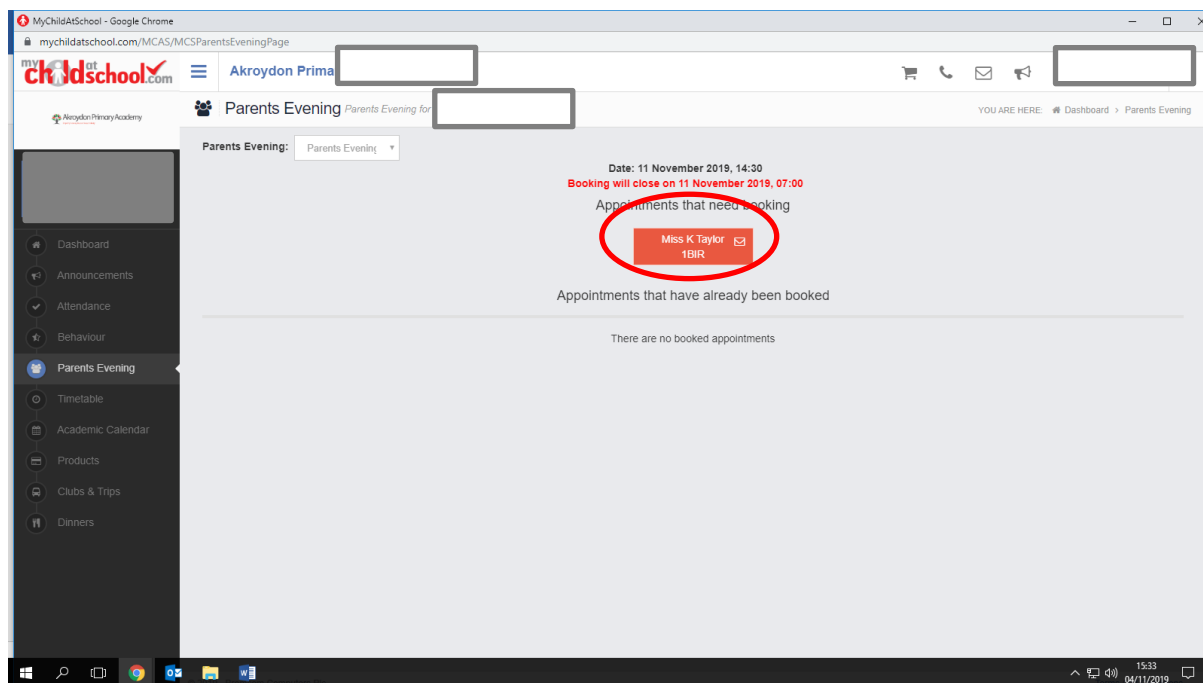 MyChildAtSchool - Google Chrome
mychildatschool.com/MCAS/MCSParentsEveningPage
my child at school.com
Akroydon Prima
Akroydon Primary Academy
Parents Evening Parents Evening for
YOU ARE HERE: Dashboard > Parents Evening
Parents Evening: Parents Evening
Date: 11 November 2019, 14:30
Booking will close on 11 November 2019, 07:00
Appointments that need booking
Miss K Taylor
1BIR
Appointments that have already been booked
There are no booked appointments
Dashboard
Announcements
Attendance
Behaviour
Parents Evening
Timetable
Academic Calendar
Products
Clubs & Trips
Dinners
15:33
04/11/2019